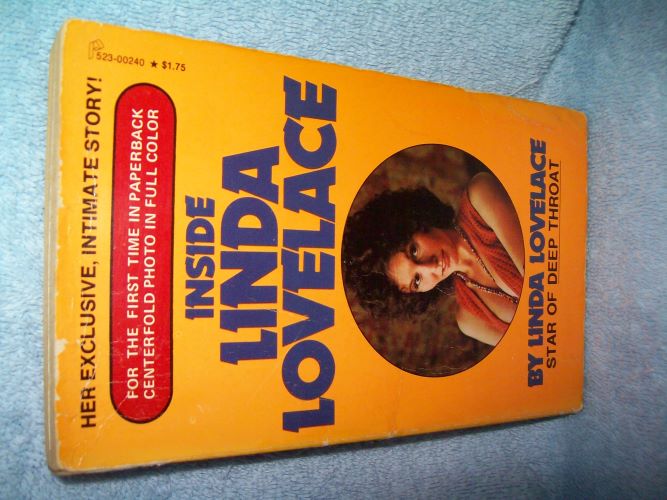 523-00240 ★ $1.75
HER EXCLUSIVE, INTIMATE STORY!
FOR THE FIRST TIME IN PAPERBACK
CENTERFOLD PHOTO IN FULL COLOR
INSIDE
LINDA
LOVELACE
BY LINDA LOVELACE
STAR OF DEEP THROAT